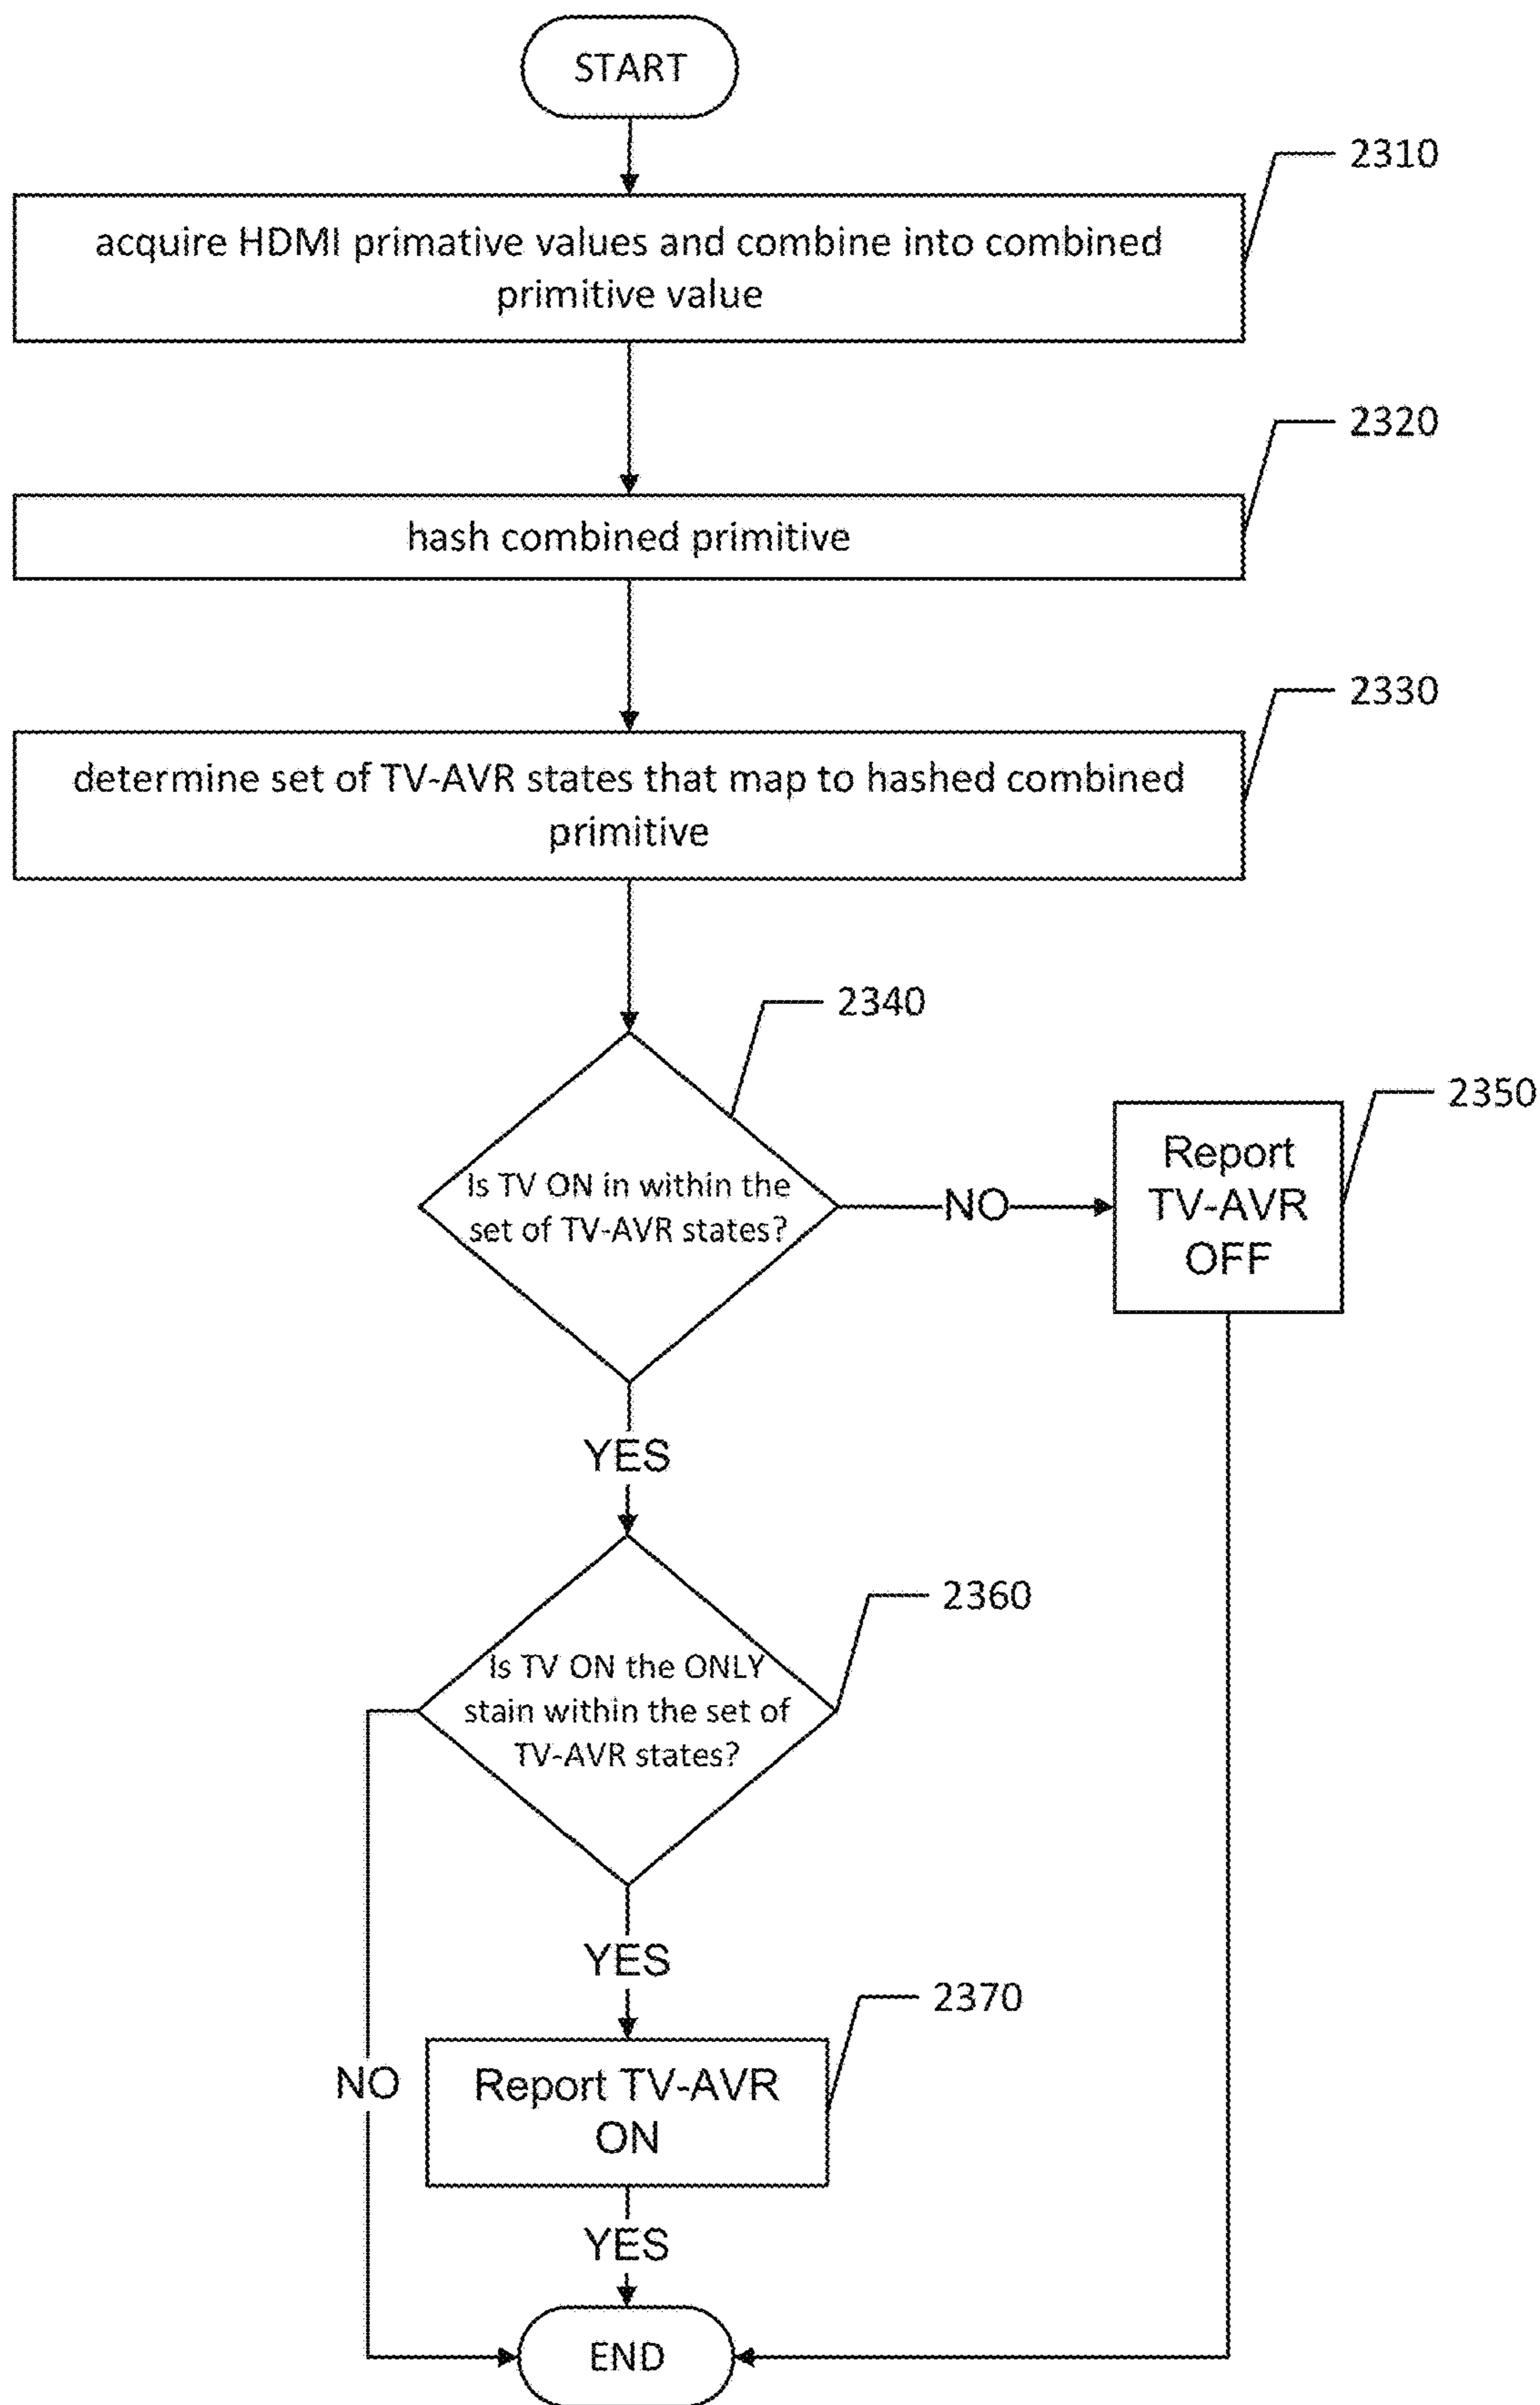 START
2310
acquire HDMI primative values and combine into combined
primitive value
2320
hash combined primitive
2330
determine set of TV-AVR states that map to hashed combined
primitive
2340
Is TV ON in within the
set of TV-AVR states?
NO
2350
Report
TV-AVR
OFF
YES
2360
Is TV ON the ONLY
stain within the set of
TV-AVR states?
YES
2370
NO
Report TV-AVR
ON
YES
END